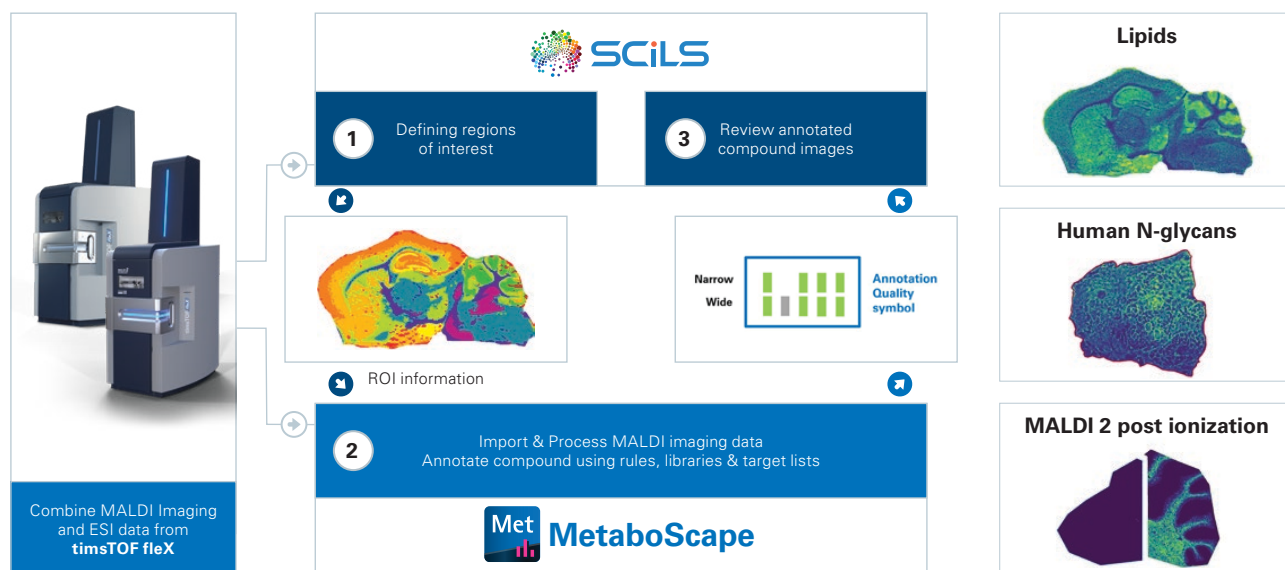 SCiLS
1
Defining regions
of interest
3
Review annotated
compound images
Narrow
Wide
Annotation
Quality
symbol
ROI information
2
Import & Process MALDI imaging data
Annotate compound using rules, libraries & target lists
Met
MetaboScape
Combine MALDI Imaging
and ESI data from
timsTOF fleX
Lipids
Human N-glycans
MALDI 2 post ionization